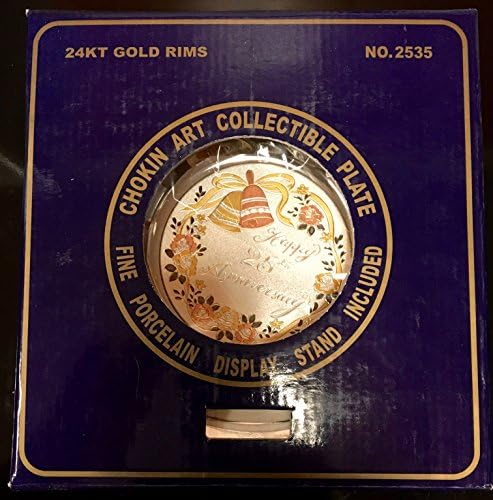 24KT GOLD RIMS
NO.2535
CHOKIN ART COLLECTIBLE PLATE
Happy
25th
Anniversary
FINE PORCELAIN DISPLAY STAND INCLUDED